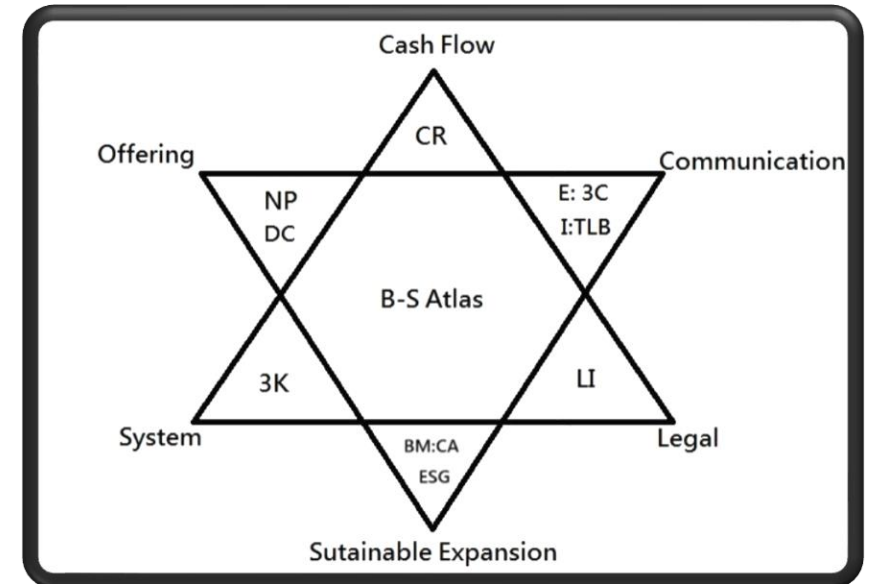 Cash Flow
CR
Offering
Communication
NP
DC
E: 3C
I:TLB
B-S Atlas
3K
LI
System
Legal
BM:CA
ESG
Sutainable Expansion